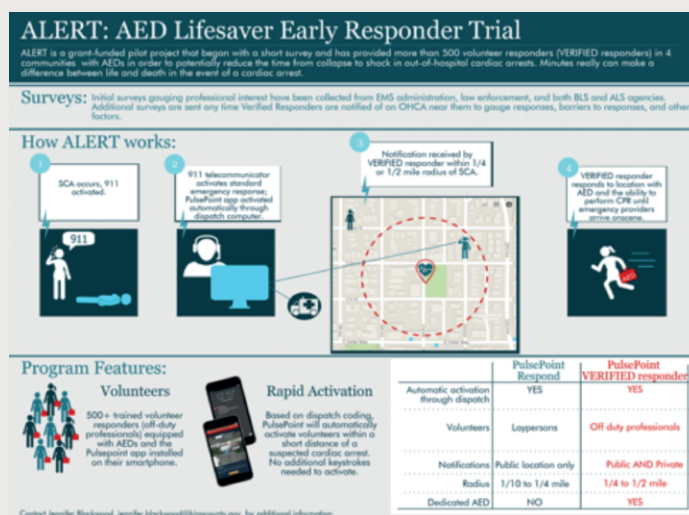 ALERT: AED Lifesaver Early Responder Trial
ALERT is a grant-funded pilot project that began with a short survey and has provided more than 500 volunteer responders (VERIFIED responders) in 4
communities with AEDs in order to potentially reduce the time from collapse to shock in out-of-hospital cardiac arrests. Minutes really can make a
difference between life and death in the event of a cardiac arrest.
Surveys: Initial surveys gauging professional interest have been collected from EMS administration, law enforcement, and both BLS and ALS agencies.
Additional surveys are sent any time Verified Responders are notified of an OHCA near them to gauge responses, barriers to responses, and other
factors.
How ALERT works:
1
SCA occurs, 911
activated.
911
2
911 telecommunicator
activates standard
emergency response;
PulsePoint app activated
automatically through
dispatch computer.
3
Notification received by
VERIFIED responder within 1/4
or 1/2 mile radius of SCA.
4
VERIFIED responder
responds to location with
AED and the ability to
perform CPR until
emergency providers
arrive onscene.
AED
Program Features:
Volunteers
500+ trained volunteer
responders (off-duty
professionals) equipped
with AEDs and the
Pulsepoint app installed
on their smartphone.
Rapid Activation
Based on dispatch coding,
PulsePoint will automatically
activate volunteers within a
short distance of a
suspected cardiac arrest.
No additional keystrokes
needed to activate.
PulsePoint Respond PulsePoint VERIFIED responder
Automatic activation through dispatch YES YES
Volunteers Laypersons Off duty professionals
Notifications Public location only Public AND Private
Radius 1/10 to 1/4 mile 1/4 to 1/2 mile
Dedicated AED NO YES
Contact Jennifer Blackwood, for additional information